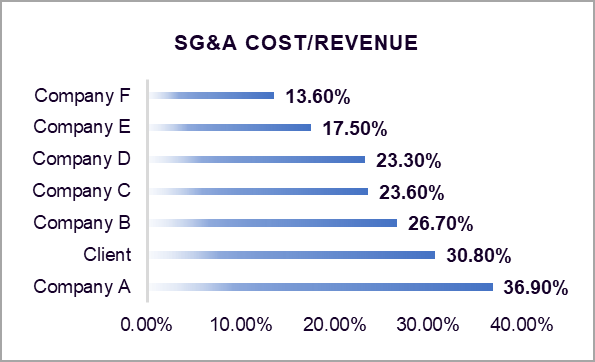 SG&A COST/REVENUE
Company F 13.60%
Company E 17.50%
Company D 23.30%
Company C 23.60%
Company B 26.70%
Client 30.80%
Company A 36.90%
0.00% 10.00% 20.00% 30.00% 40.00%